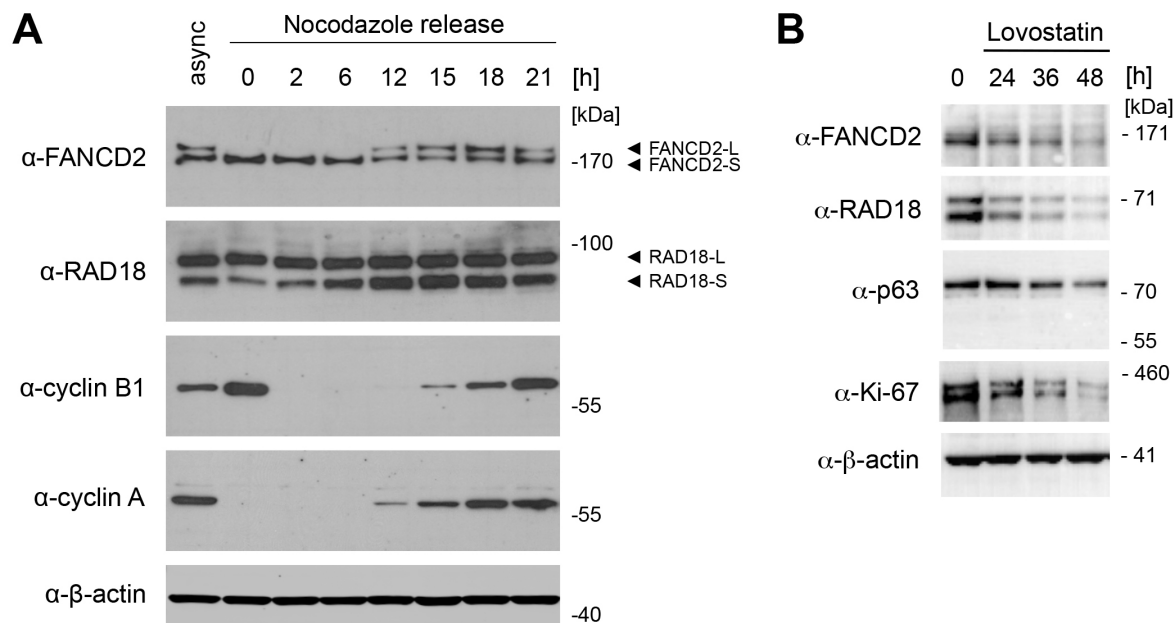 A
async
Nocodazole release
0 2 6 12 15 18 21 [h]
[kDa]
α-FANCD2
FANCD2-L
FANCD2-S
-170
α-RAD18
-100
RAD18-L
RAD18-S
α-cyclin B1
-55
α-cyclin A
-55
α-β-actin
-40
B
Lovostatin
0 24 36 48 [h]
[kDa]
α-FANCD2
- 171
α-RAD18
- 71
α-p63
- 70
- 55
α-Ki-67
- 460
α-β-actin
- 41